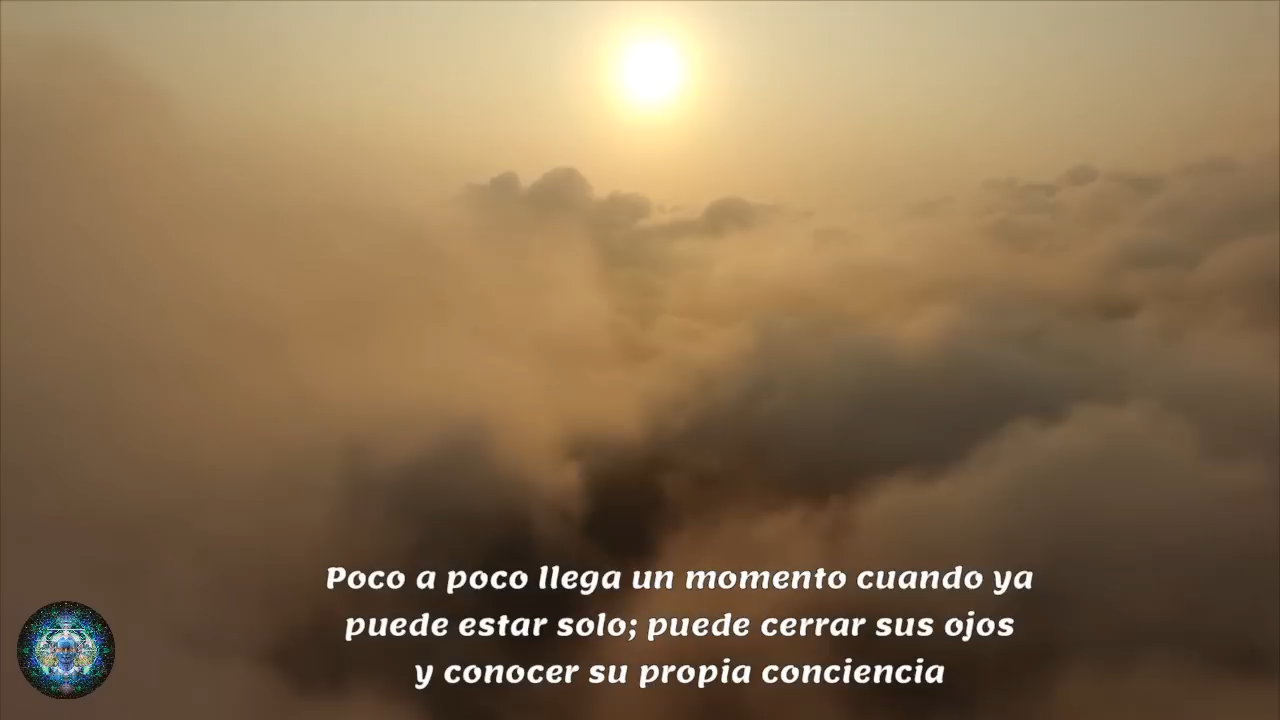 Poco a poco llega un momento cuando ya
puede estar solo; puede cerrar sus ojos
y conocer su propia conciencia